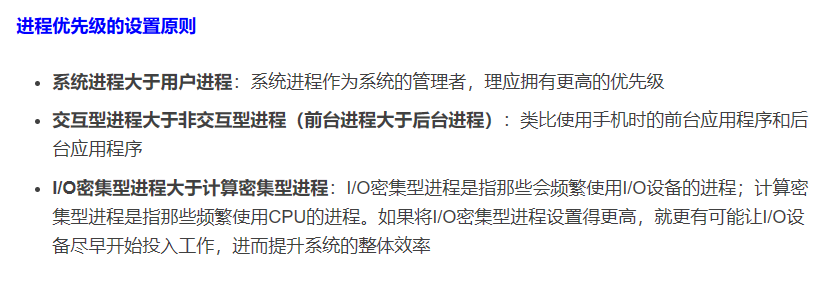 进程优先级的设置原则
系统进程大于用户进程：系统进程作为系统的管理者，理应拥有更高的优先级
交互型进程大于非交互型进程（前台进程大于后台进程）：类比使用手机时的前台应用程序和后
台应用程序
I/O密集型进程大于计算密集型进程：I/O密集型进程是指那些会频繁使用I/O设备的进程；计算密
集型进程是指那些频繁使用CPU的进程。如果将I/O密集型进程设置得更高，就更有可能让I/O设
备尽早开始投入工作，进而提升系统的整体效率